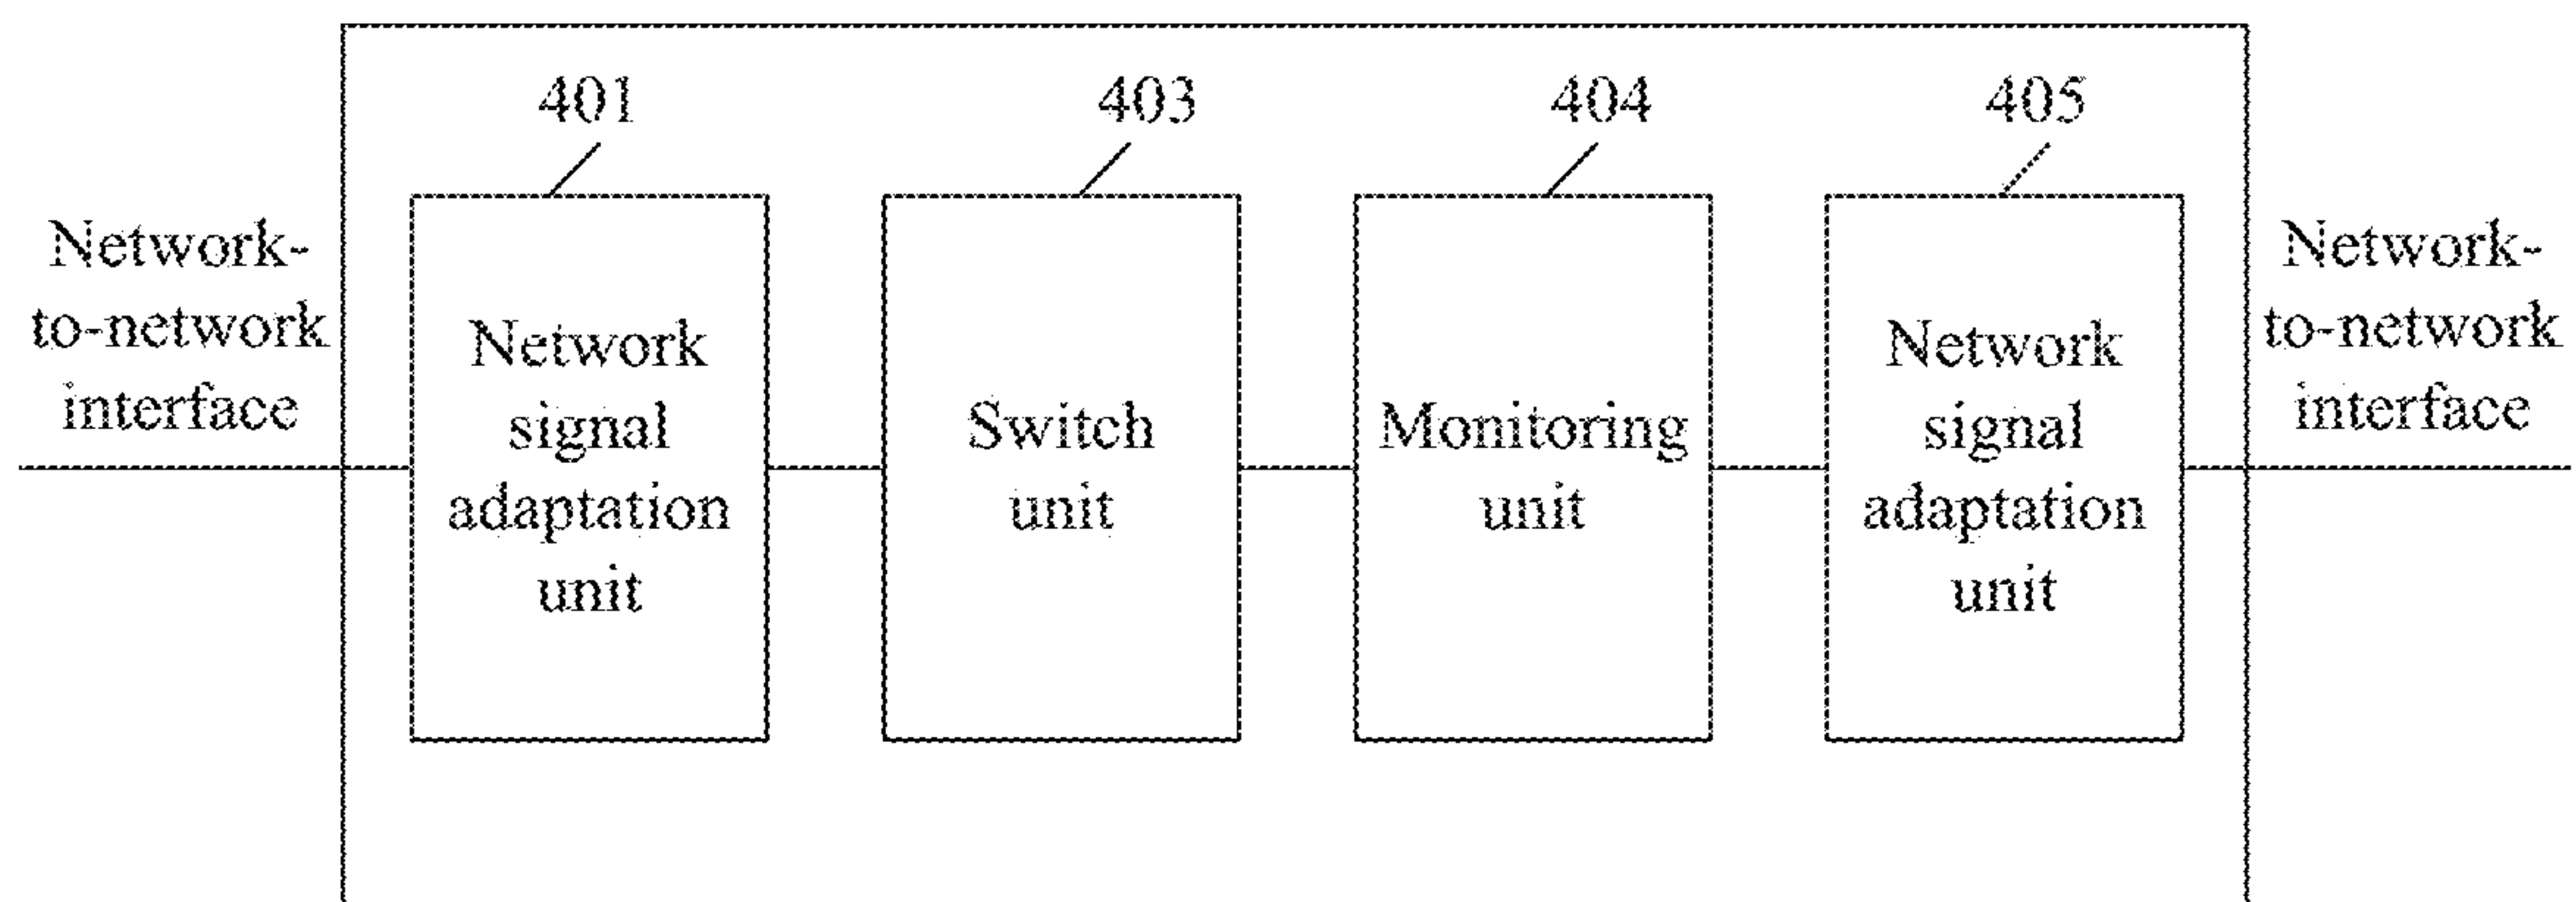 401
403
404
405
Network-
to-network
interface
Network
signal
adaptation
unit
Switch
unit
Monitoring
unit
Network
signal
adaptation
unit
Network-
to-network
interface